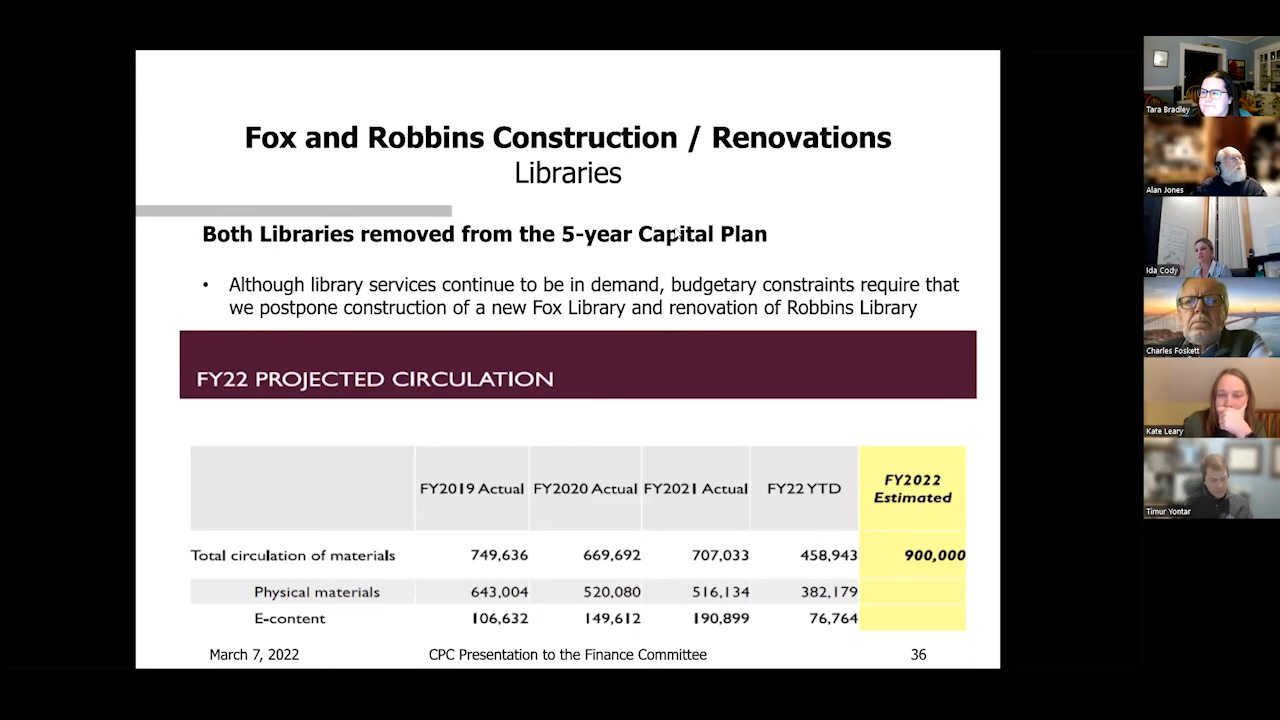 Fox and Robbins Construction / Renovations
Libraries
Both Libraries removed from the 5-year Capital Plan
• Although library services continue to be in demand, budgetary constraints require that
we postpone construction of a new Fox Library and renovation of Robbins Library
FY22 PROJECTED CIRCULATION
FY2019 Actual FY2020 Actual FY2021 Actual FY22 YTD FY2022 Estimated
Total circulation of materials 749,636 669,692 707,033 458,943 900,000
Physical materials 643,004 520,080 516,134 382,179
E-content 106,632 149,612 190,899 76,764
March 7, 2022 CPC Presentation to the Finance Committee 36
Tara Bradley
Alan Jones
Ida Cody
Charles Foskett
Kate Leary
Timur Yontar